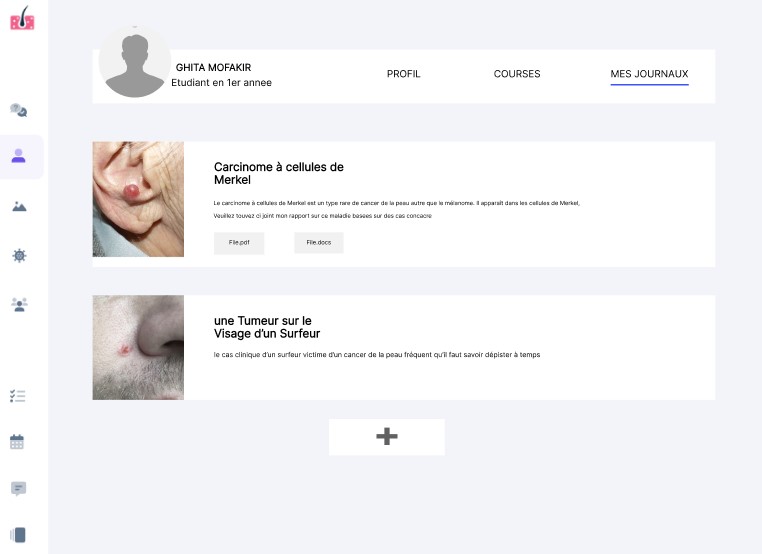 GHITA MOFAKIR
Etudiant en 1er annee
PROFIL
COURSES
MES JOURNAUX
Carcinome à cellules de
Merkel
Le carcinome à cellules de Merkel est un type rare de cancer de la peau autre que le mélanome. Il apparaît dans les cellules de Merkel,
Veuillez touvez ci joint mon rapport sur ce maladie basees sur des cas concacre
File.pdf
File.docs
une Tumeur sur le
Visage d'un Surfeur
le cas clinique d'un surfeur victime d'un cancer de la peau fréquent qu'il faut savoir dépister à temps